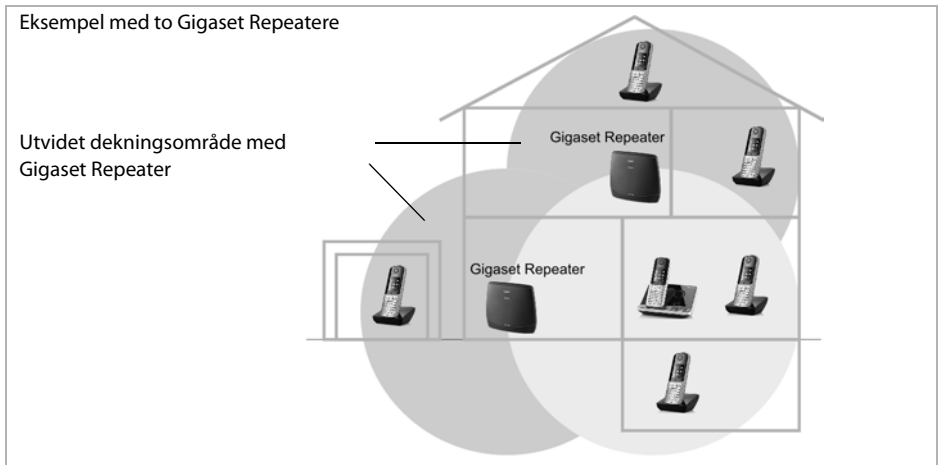 Eksempel med to Gigaset Repeatere
Utvidet dekningsområde med
Gigaset Repeater
Gigaset Repeater
Gigaset Repeater